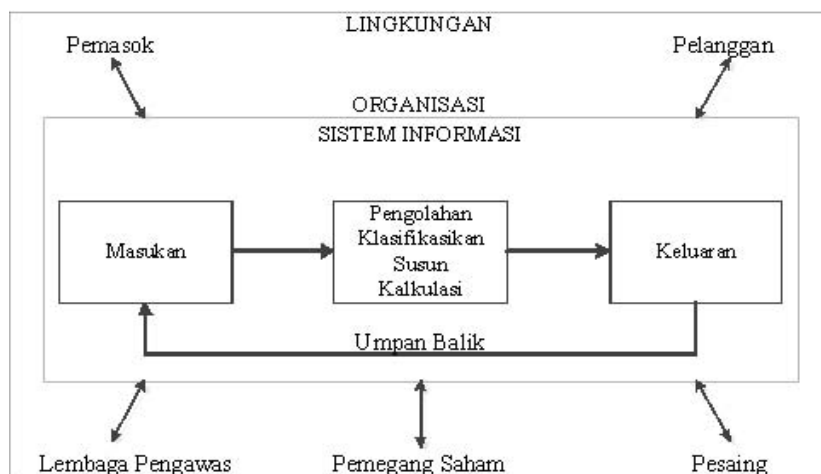 LINGKUNGAN
Pemasok
Pelanggan
ORGANISASI
SISTEM INFORMASI
Masukan
Pengolahan
Klasifikasikan
Susun
Kalkulasi
Keluaran
Umpan Balik
Lembaga Pengawas
Pemegang Saham
Pesaing